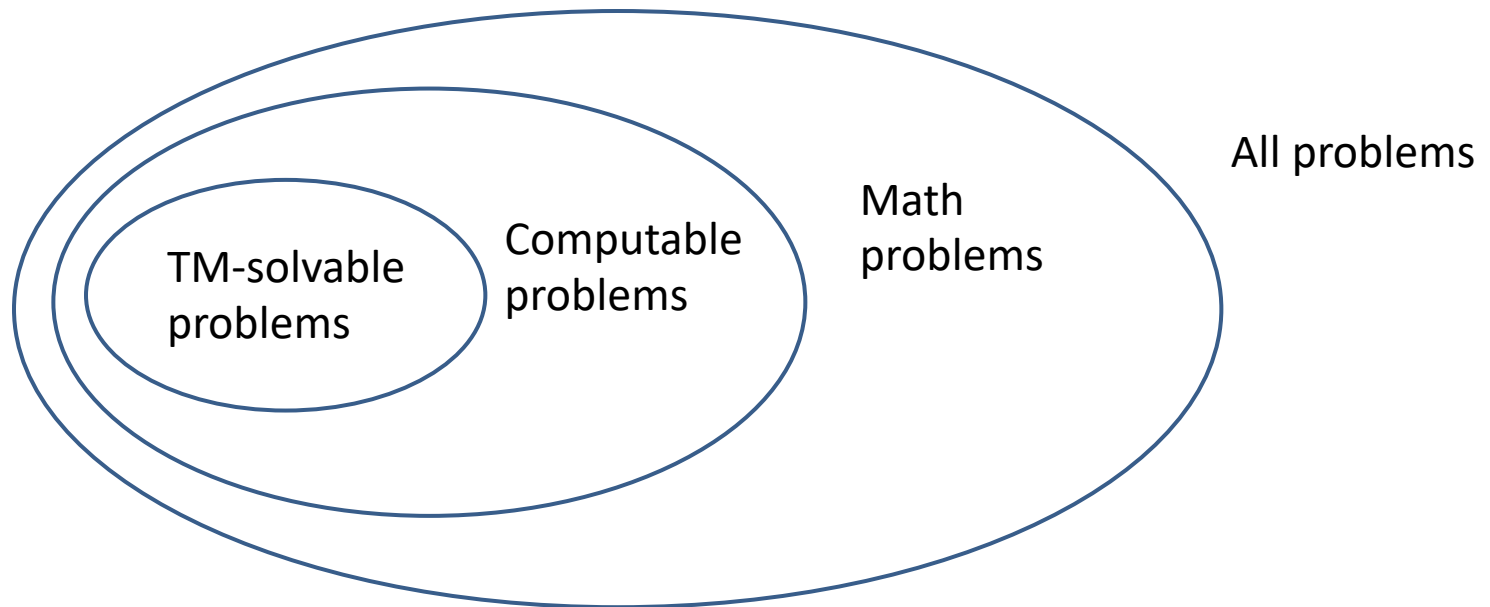 TM-solvable
problems
Computable
problems
Math
problems
All problems